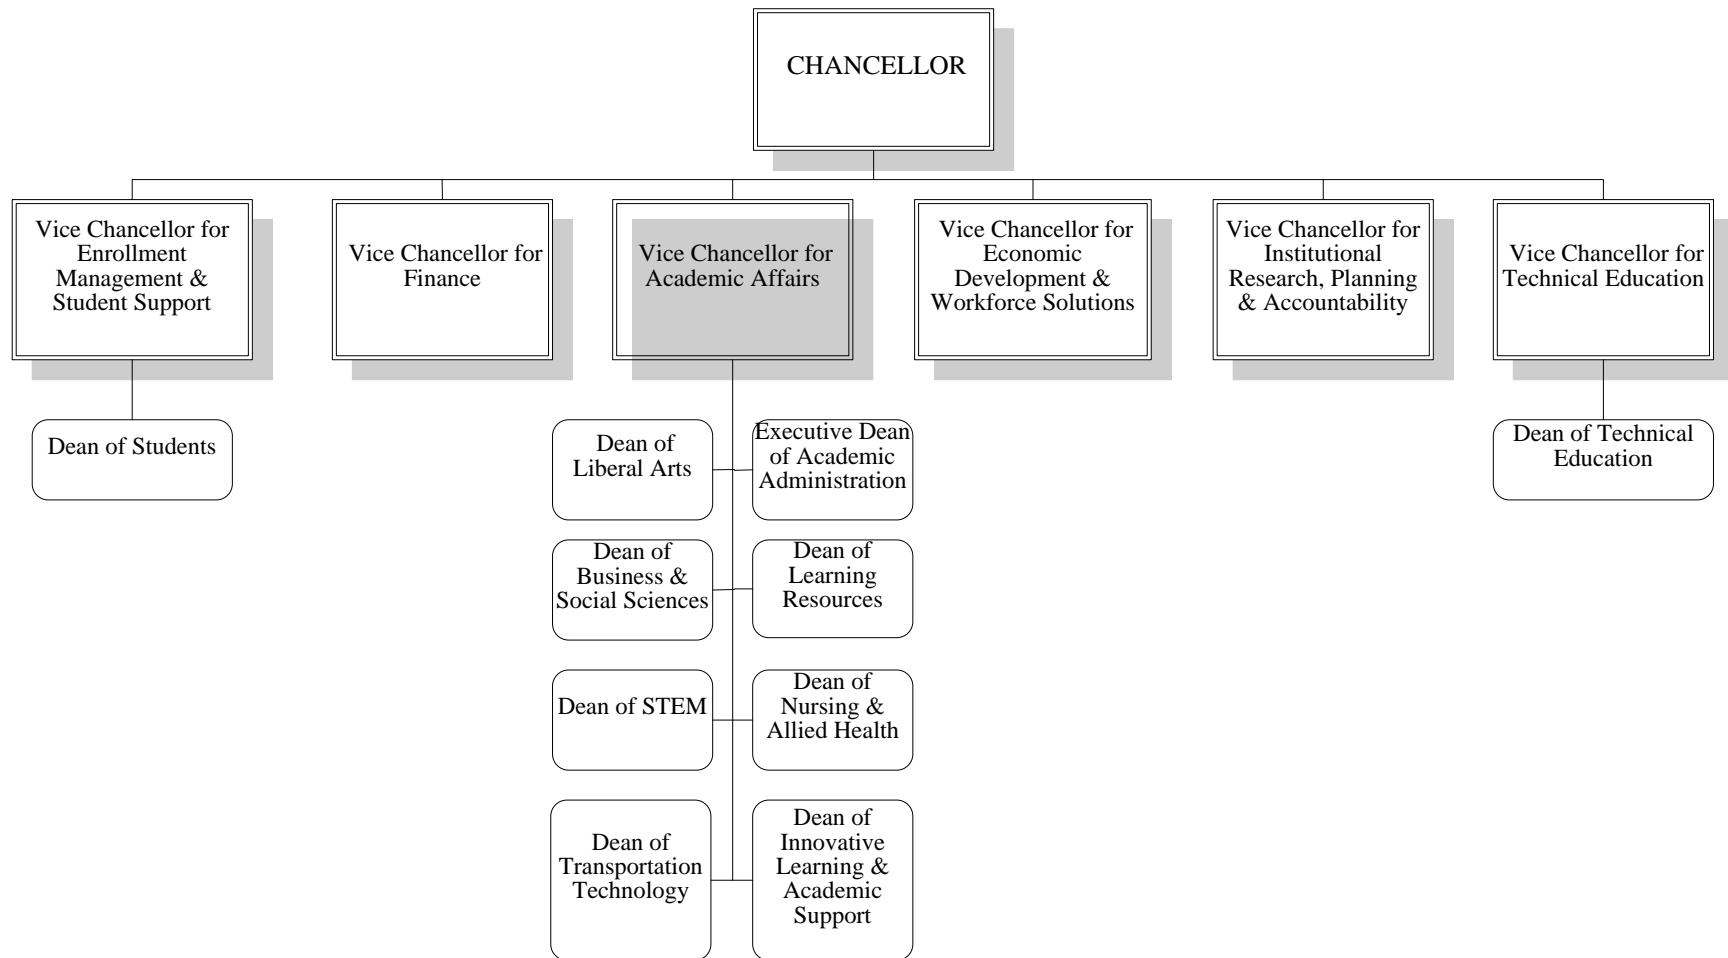 CHANCELLOR
Vice Chancellor for
Enrollment
Management &
Student Support
Vice Chancellor for
Finance
Vice Chancellor for
Academic Affairs
Vice Chancellor for
Economic
Development &
Workforce Solutions
Vice Chancellor for
Institutional
Research, Planning
& Accountability
Vice Chancellor for
Technical Education
Dean of Students
Dean of
Liberal Arts
Executive Dean
of Academic
Administration
Dean of Technical
Education
Dean of
Business &
Social Sciences
Dean of
Learning
Resources
Dean of STEM
Dean of
Nursing &
Allied Health
Dean of
Transportation
Technology
Dean of
Innovative
Learning &
Academic
Support